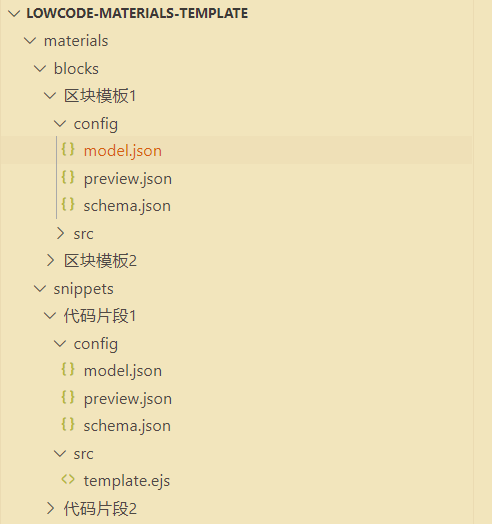 LOWCODE-MATERIALS-TEMPLATE
materials
blocks
区块模板1
config
model.json
preview.json
schema.json
src
区块模板2
snippets
代码片段1
config
model.json
preview.json
schema.json
src
template.ejs
代码片段2